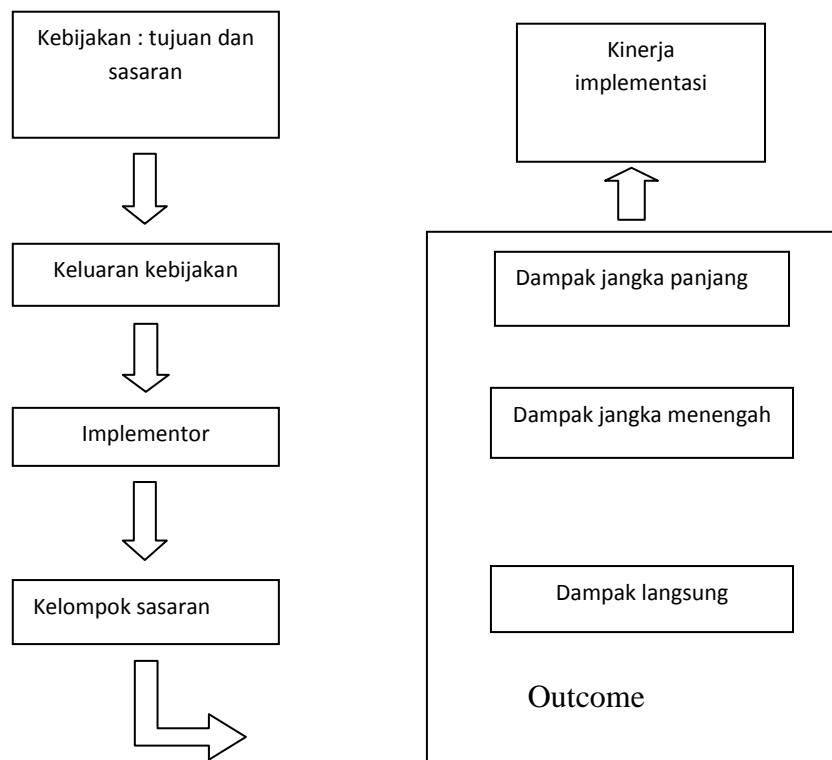 Kebijakan : tujuan dan
sasaran
Keluaran kebijakan
Implementor
Kelompok sasaran
Kinerja
implementasi
Dampak jangka panjang
Dampak jangka menengah
Dampak langsung
Outcome